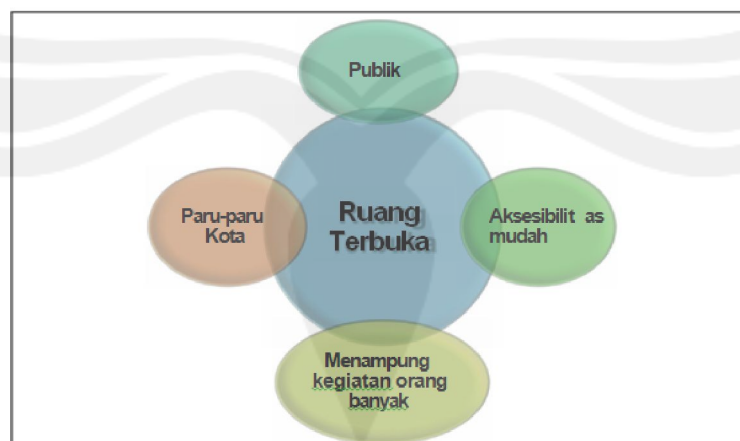 Publik
Paru-paru
Kota
Ruang
Terbuka
Aksesibilit as
mudah
Menampung
kegiatan orang
banyak